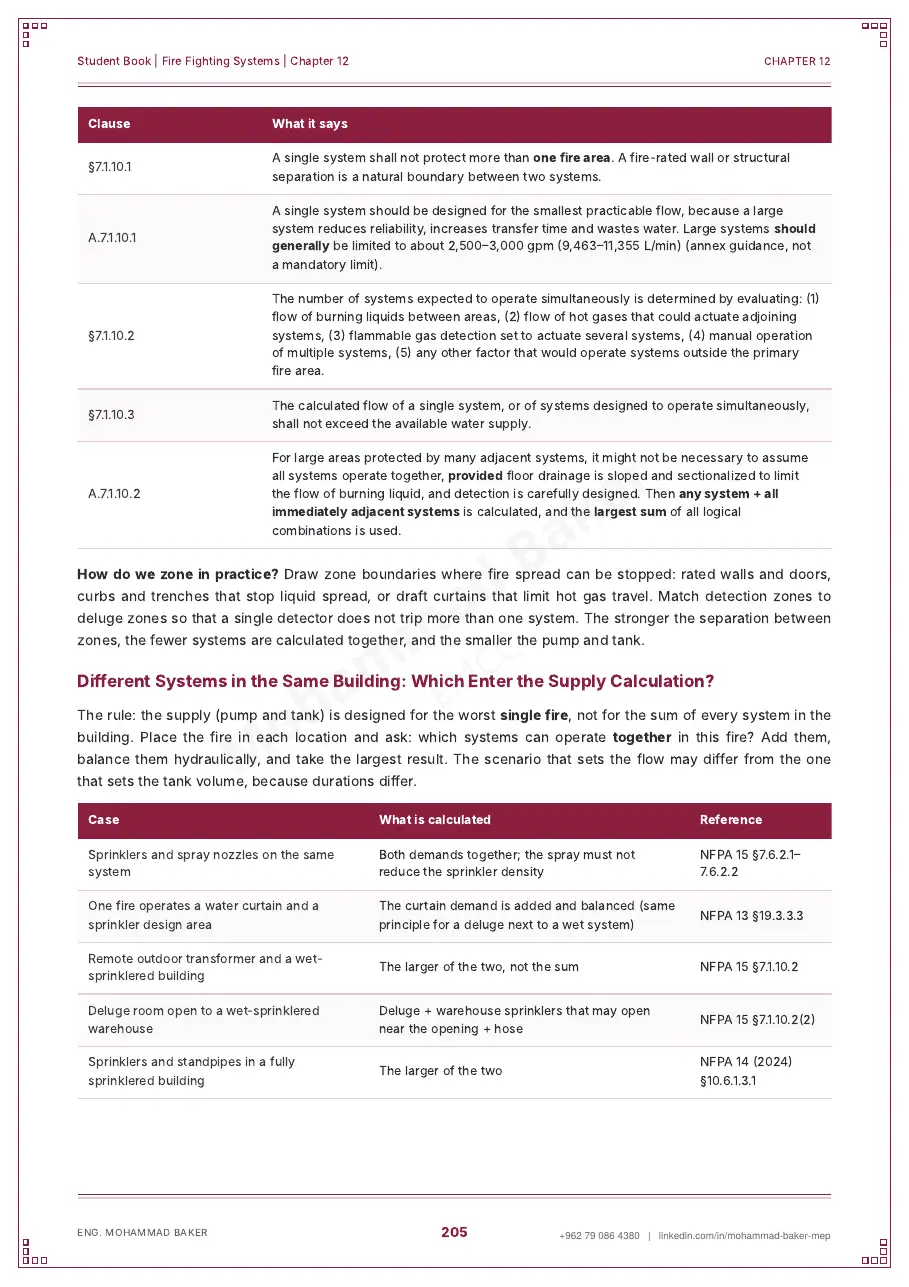 Student Book | Fire Fighting Systems | Chapter 12
CHAPTER 12
Clause
What it says
§7.1.10.1
A single system shall not protect more than one fire area. A fire-rated wall or structural
separation is a natural boundary between two systems.
A.7.1.10.1
A single system should be designed for the smallest practicable flow, because a large
system reduces reliability, increases transfer time and wastes water. Large systems should
generally be limited to about 2,500–3,000 gpm (9,463–11,355 L/min) (annex guidance, not
a mandatory limit).
§7.1.10.2
The number of systems expected to operate simultaneously is determined by evaluating: (1)
flow of burning liquids between areas, (2) flow of hot gases that could actuate adjoining
systems, (3) flammable gas detection set to actuate several systems, (4) manual operation
of multiple systems, (5) any other factor that would operate systems outside the primary
fire area.
§7.1.10.3
The calculated flow of a single system, or of systems designed to operate simultaneously,
shall not exceed the available water supply.
A.7.1.10.2
For large areas protected by many adjacent systems, it might not be necessary to assume
all systems operate together, provided floor drainage is sloped and sectionalized to limit
the flow of burning liquid, and detection is carefully designed. Then any system + all
immediately adjacent systems is calculated, and the largest sum of all logical
combinations is used.
How do we zone in practice? Draw zone boundaries where fire spread can be stopped: rated walls and doors,
curbs and trenches that stop liquid spread, or draft curtains that limit hot gas travel. Match detection zones to
deluge zones so that a single detector does not trip more than one system. The stronger the separation between
zones, the fewer systems are calculated together, and the smaller the pump and tank.
Different Systems in the Same Building: Which Enter the Supply Calculation?
The rule: the supply (pump and tank) is designed for the worst single fire, not for the sum of every system in the
building. Place the fire in each location and ask: which systems can operate together in this fire? Add them,
balance them hydraulically, and take the largest result. The scenario that sets the flow may differ from the one
that sets the tank volume, because durations differ.
Case
What is calculated
Reference
Sprinklers and spray nozzles on the same
system
Both demands together; the spray must not
reduce the sprinkler density
NFPA 15 §7.6.2.1–
7.6.2.2
One fire operates a water curtain and a
sprinkler design area
The curtain demand is added and balanced (same
principle for a deluge next to a wet system)
NFPA 13 §19.3.3.3
Remote outdoor transformer and a wet-
sprinklered building
The larger of the two, not the sum
NFPA 15 §7.1.10.2
Deluge room open to a wet-sprinklered
warehouse
Deluge + warehouse sprinklers that may open
near the opening + hose
NFPA 15 §7.1.10.2(2)
Sprinklers and standpipes in a fully
sprinklered building
The larger of the two
NFPA 14 (2024)
§10.6.1.3.1
ENG. MOHAMMAD BAKER
205
+962 79 086 4380 | linkedin.com/in/mohammad-baker-mep